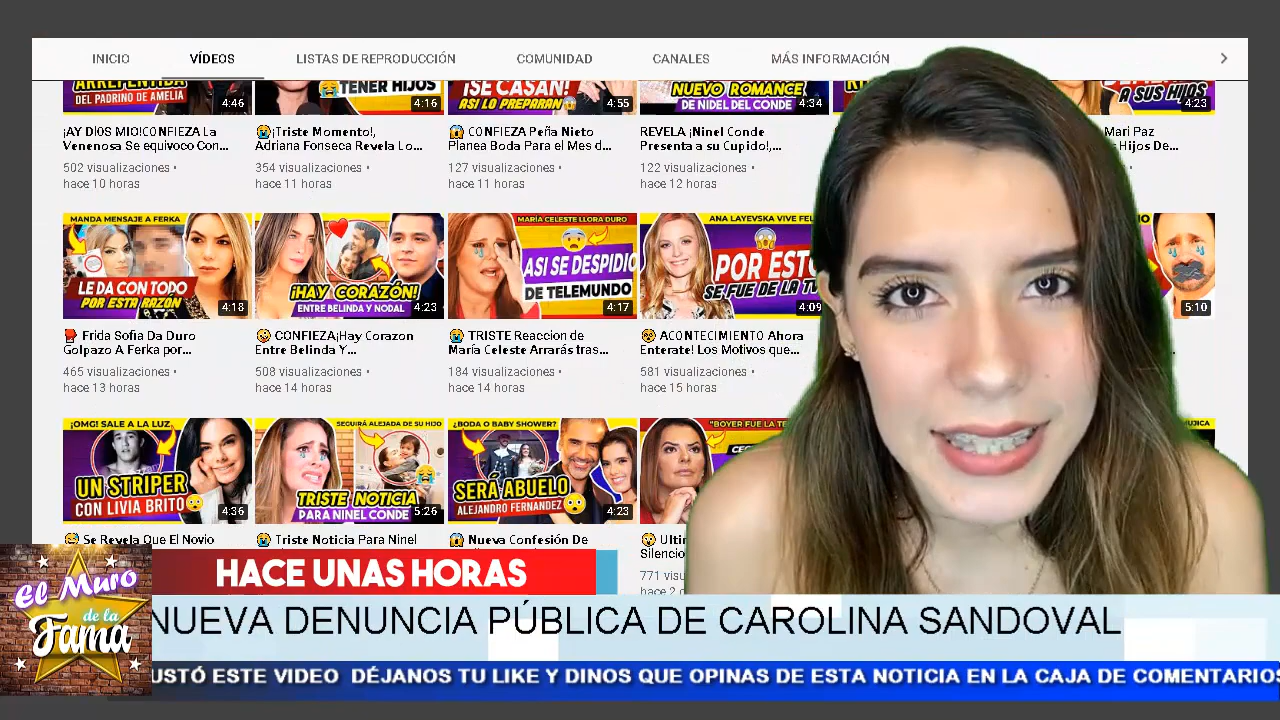 INICIO
VÍDEOS
LISTAS DE REPRODUCCIÓN
COMUNIDAD
CANALES
MÁS INFORMACIÓN
ARREPENTIDA
DEL PADRINO DE AMELIA
4:46
TENER HIJOS
4:16
¡SE CASAN!
ASI LO PREPARAN
4:55
NUEVO ROMANCE
DE NIDEL DEL CONDE
4:34
A SUS HIJOS
4:23
¡AY DÍOS MIO!CONFIEZA La
Venenosa Se equivoco Con...
502 visualizaciones •
hace 10 horas
😭¡Triste Momento!,
Adriana Fonseca Revela Lo...
354 visualizaciones •
hace 11 horas
😱 CONFIEZA Peña Nieto
Planea Boda Para el Mes d...
127 visualizaciones •
hace 11 horas
REVELA ¡Ninel Conde
Presenta a su Cupido!,...
122 visualizaciones •
hace 12 horas
Mari Paz
Hijos De...
MANDA MENSAJE A FERKA
LE DA CON TODO
POR ESTA RAZÓN
4:18
¡HAY CORAZÓN!
ENTRE BELINDA Y NODAL
4:23
MARÍA CELESTE LLORA DURO
ASI SE DESPIDIO
DE TELEMUNDO
4:17
ANA LAYEVSKA VIVE FEL
POR ESTO
SE FUE DE LA TV
4:09
5:10
Frida Sofia Da Duro
Golpazo A Ferka por...
465 visualizaciones •
hace 13 horas
CONFIEZA¡Hay Corazon
Entre Belinda Y...
508 visualizaciones •
hace 14 horas
😭 TRISTE Reaccion de
María Celeste Arrarás tras...
184 visualizaciones •
hace 14 horas
ACONTECIMIENTO Ahora
Enterate! Los Motivos que...
581 visualizaciones •
hace 15 horas
¡OMG! SALE A LA LUZ
UN STRIPER
CON LIVIA BRITO
4:36
SEGUIRÁ ALEJADA DE SU HIJO
TRISTE NOTICIA
PARA NINEL CONDE
5:26
¿BODA O BABY SHOWER?
SERÁ ABUELO
ALEJANDRO FERNANDEZ
4:23
"BOYER FUE LA TE
MUJICA
Se Revela Que El Novio
😭 Triste Noticia Para Ninel
😱 Nueva Confesión De
Silencio
771 visu
El Muro
de la
Fama
HACE UNAS HORAS
NUEVA DENUNCIA PÚBLICA DE CAROLINA SANDOVAL
USTÓ ESTE VIDEO DÉJANOS TU LIKE Y DINOS QUE OPINAS DE ESTA NOTICIA EN LA CAJA DE COMENTARIOS